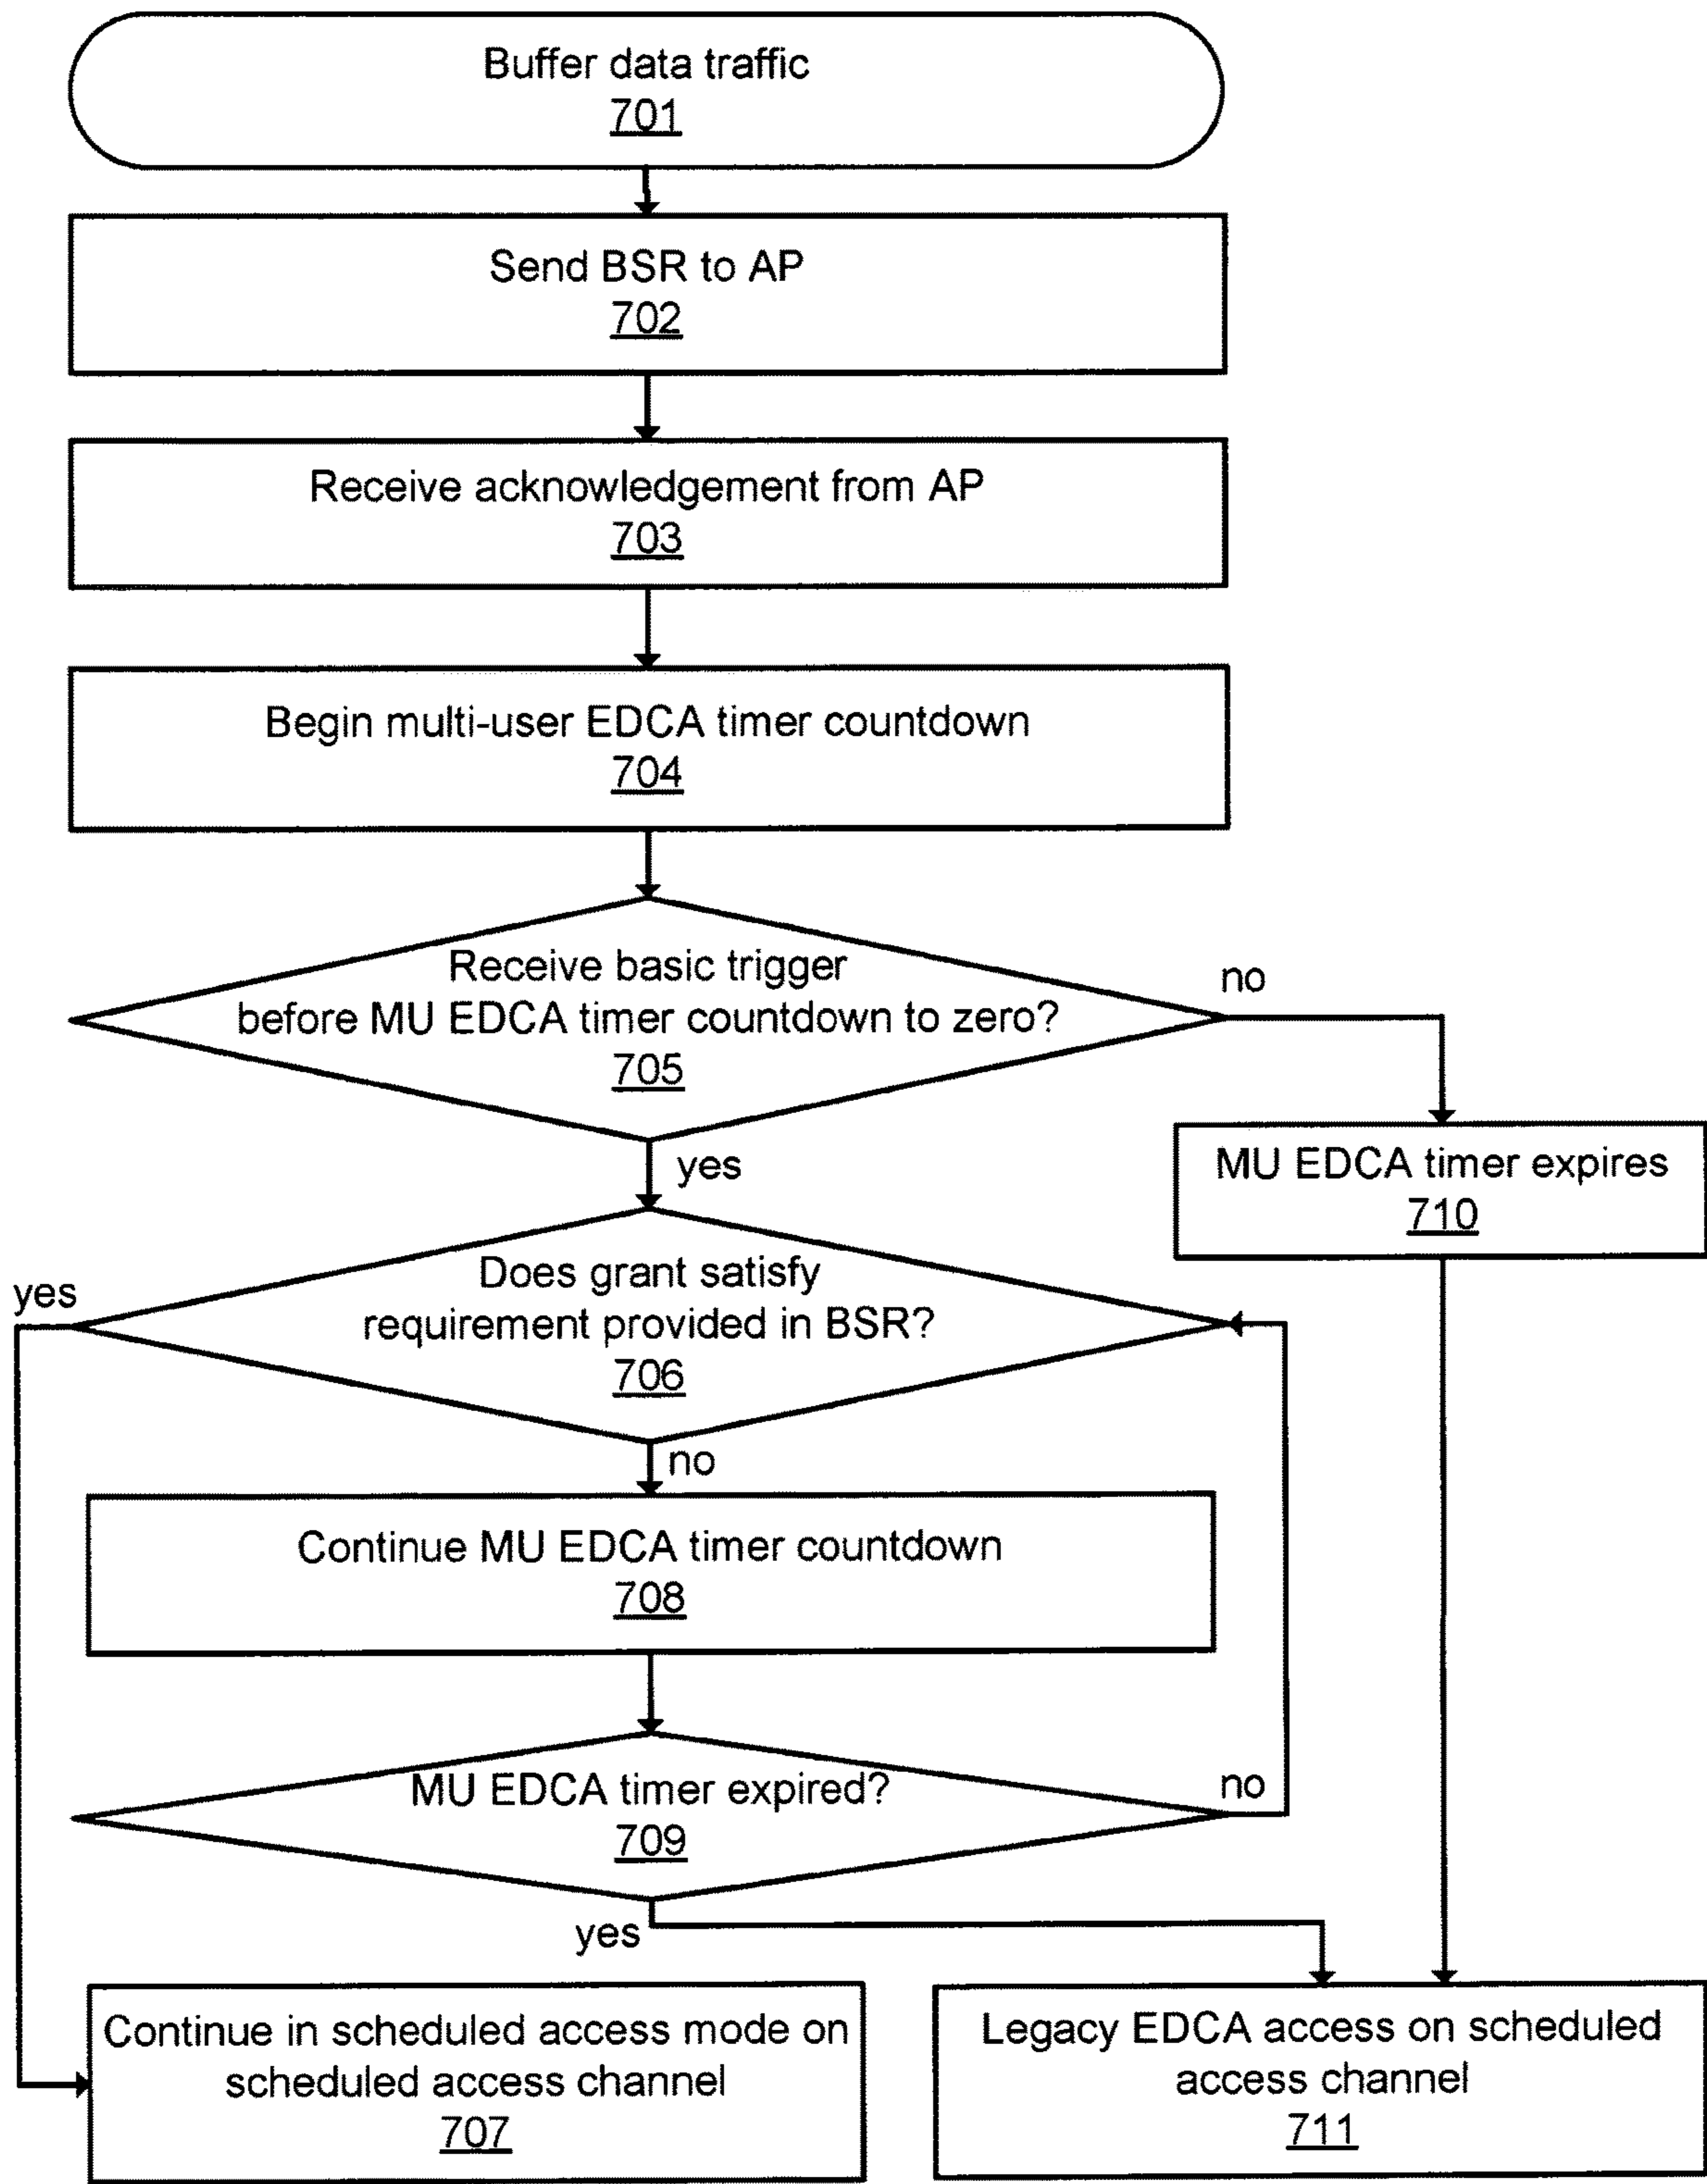 Buffer data traffic
701
Send BSR to AP
702
Receive acknowledgement from AP
703
Begin multi-user EDCA timer countdown
704
Receive basic trigger
before MU EDCA timer countdown to zero?
705
no
yes
MU EDCA timer expires
710
Does grant satisfy
requirement provided in BSR?
706
yes
no
Continue MU EDCA timer countdown
708
MU EDCA timer expired?
709
no
yes
Continue in scheduled access mode on
scheduled access channel
707
Legacy EDCA access on scheduled
access channel
711